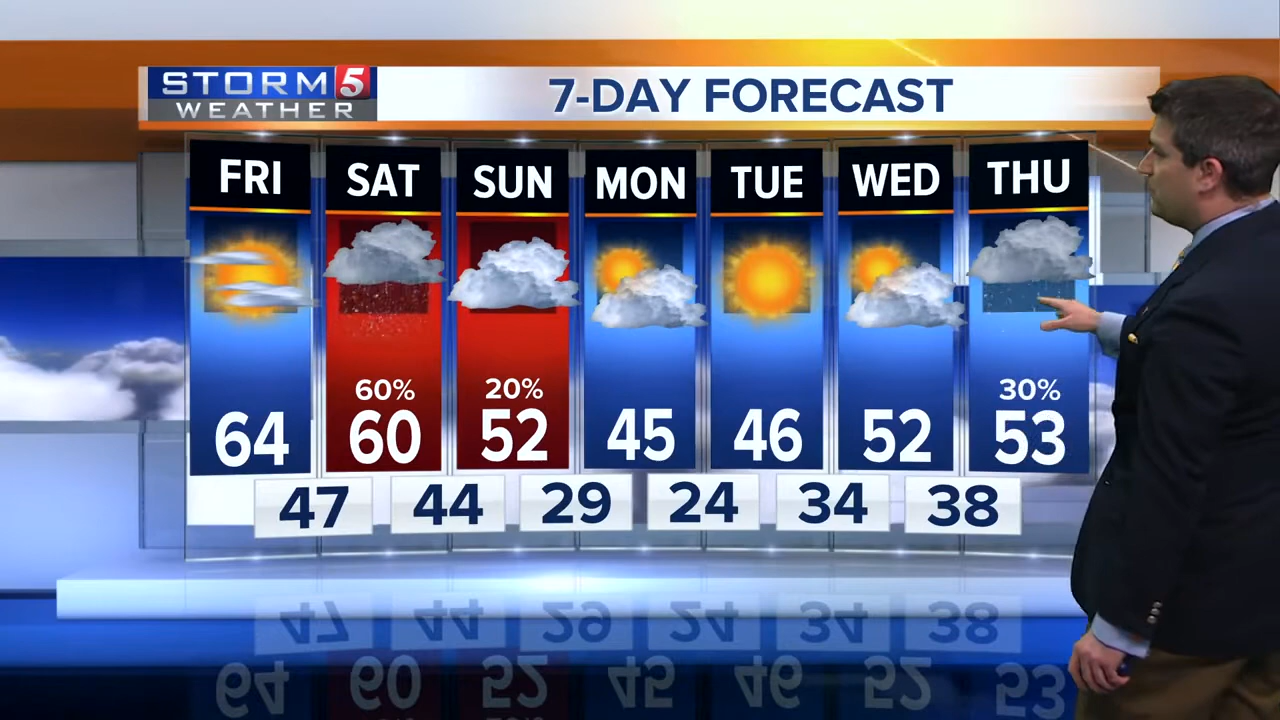 STORM 5
WEATHER
7-DAY FORECAST
FRI SAT SUN MON TUE WED THU
60% 20% 30%
64 60 52 45 46 52 53
47 44 29 24 34 38